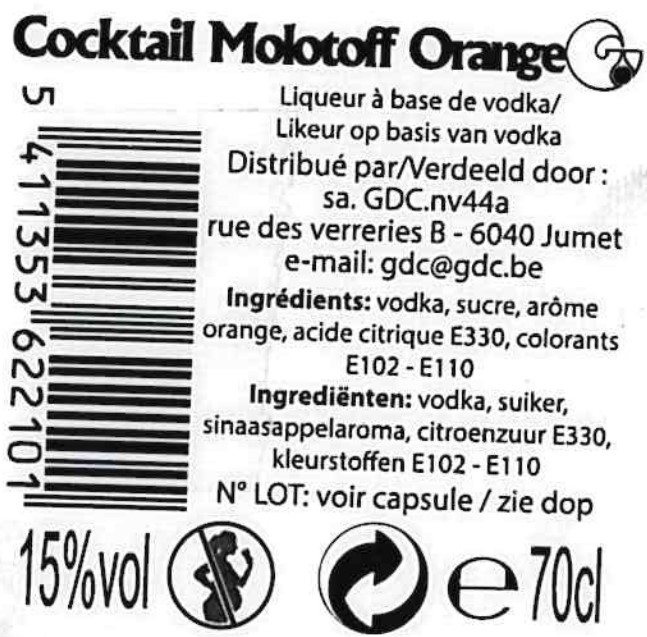 Cocktail Molotoff Orange
Liqueur à base de vodka/
Likeur op basis van vodka
Distribué par/Verdeeld door :
sa. GDC.nv44a
rue des verreries B - 6040 Jumet
e-mail: gdc@gdc.be
Ingrédients: vodka, sucre, arôme
orange, acide citrique E330, colorants
E102 - E110
Ingrediënten: vodka, suiker,
sinaasappelaroma, citroenzuur E330,
kleurstoffen E102 - E110
N° LOT: voir capsule / zie dop
5 411353 622101
15%vol
e 70cl